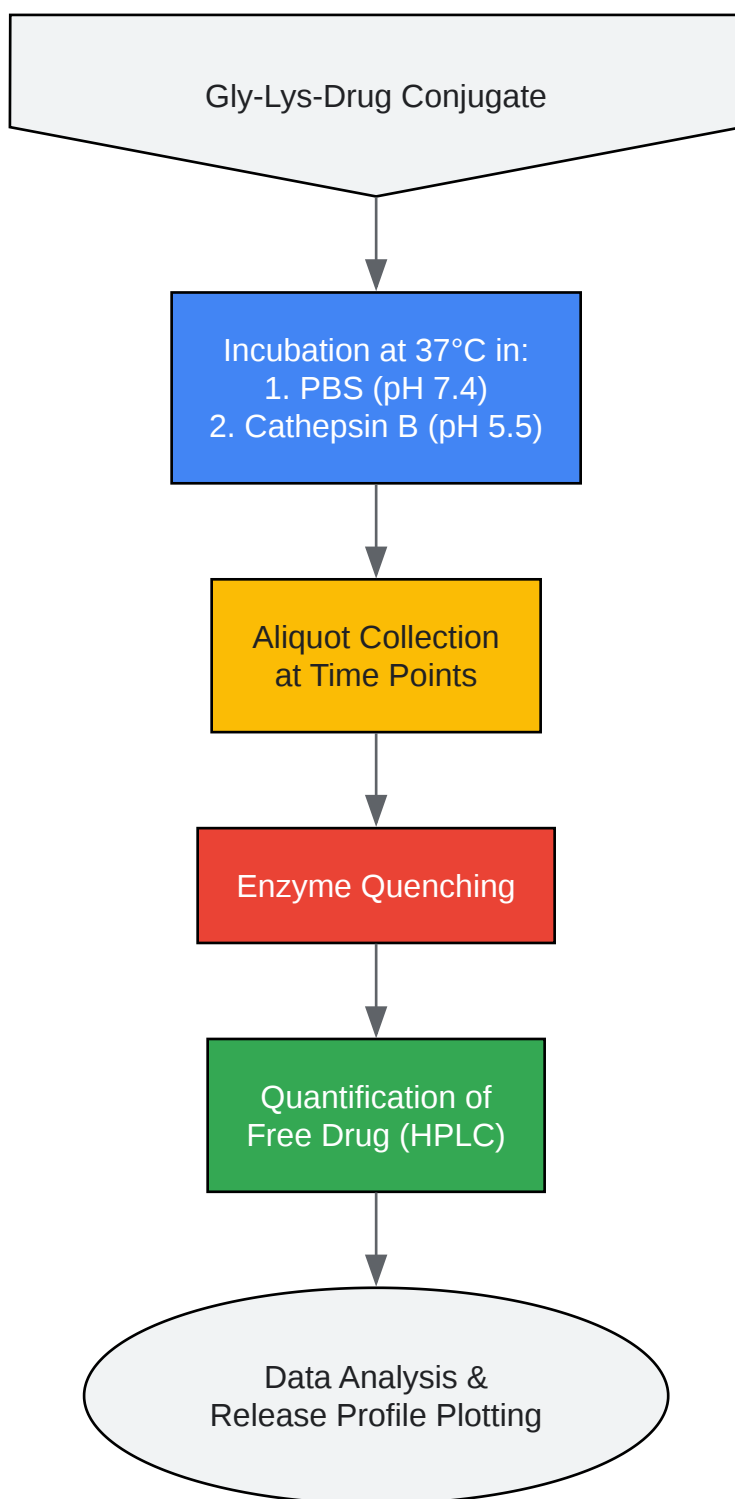 Gly-Lys-Drug Conjugate
Incubation at 37°C in:
1. PBS (pH 7.4)
2. Cathepsin B (pH 5.5)
Aliquot Collection
at Time Points
Enzyme Quenching
Quantification of
Free Drug (HPLC)
Data Analysis &
Release Profile Plotting